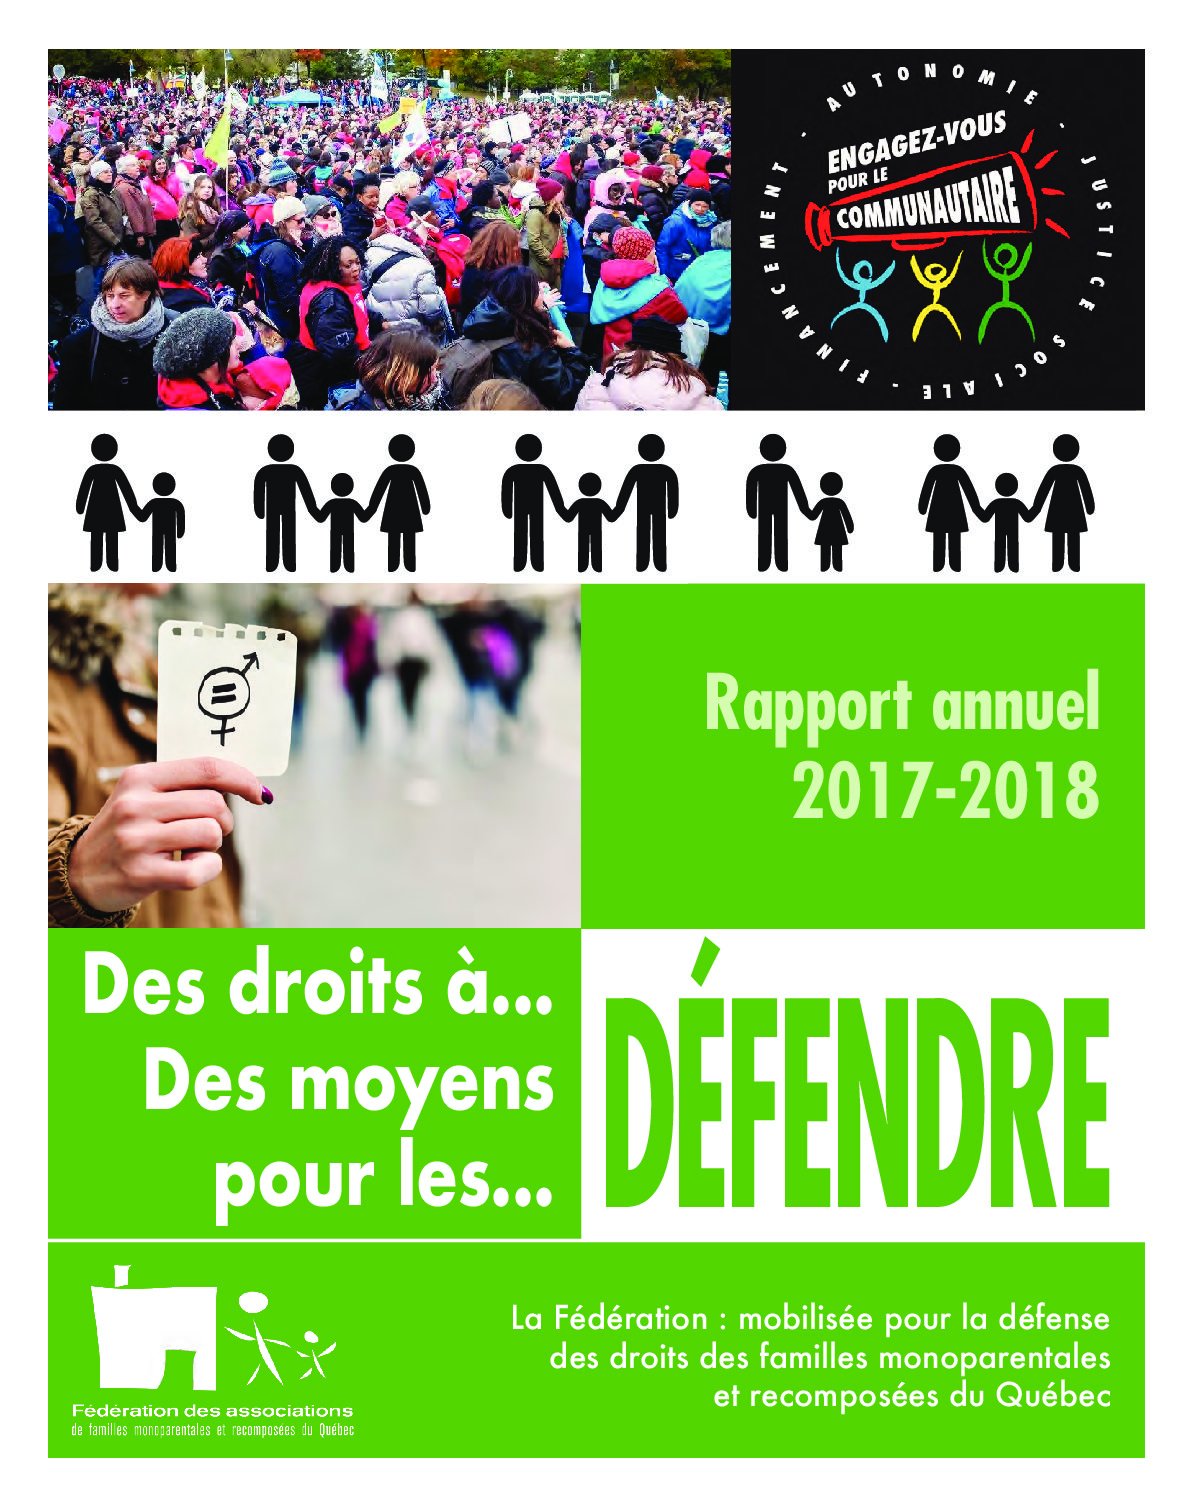 AUTONOMIE · JUSTICE SOCIALE · FINANCEMENT ·
ENGAGEZ-VOUS
POUR LE
COMMUNAUTAIRE
Rapport annuel
2017-2018
Des droits à...
Des moyens
pour les...
DÉFENDRE
La Fédération : mobilisée pour la défense
des droits des familles monoparentales
et recomposées du Québec
Fédération des associations
de familles monoparentales et recomposées du Québec